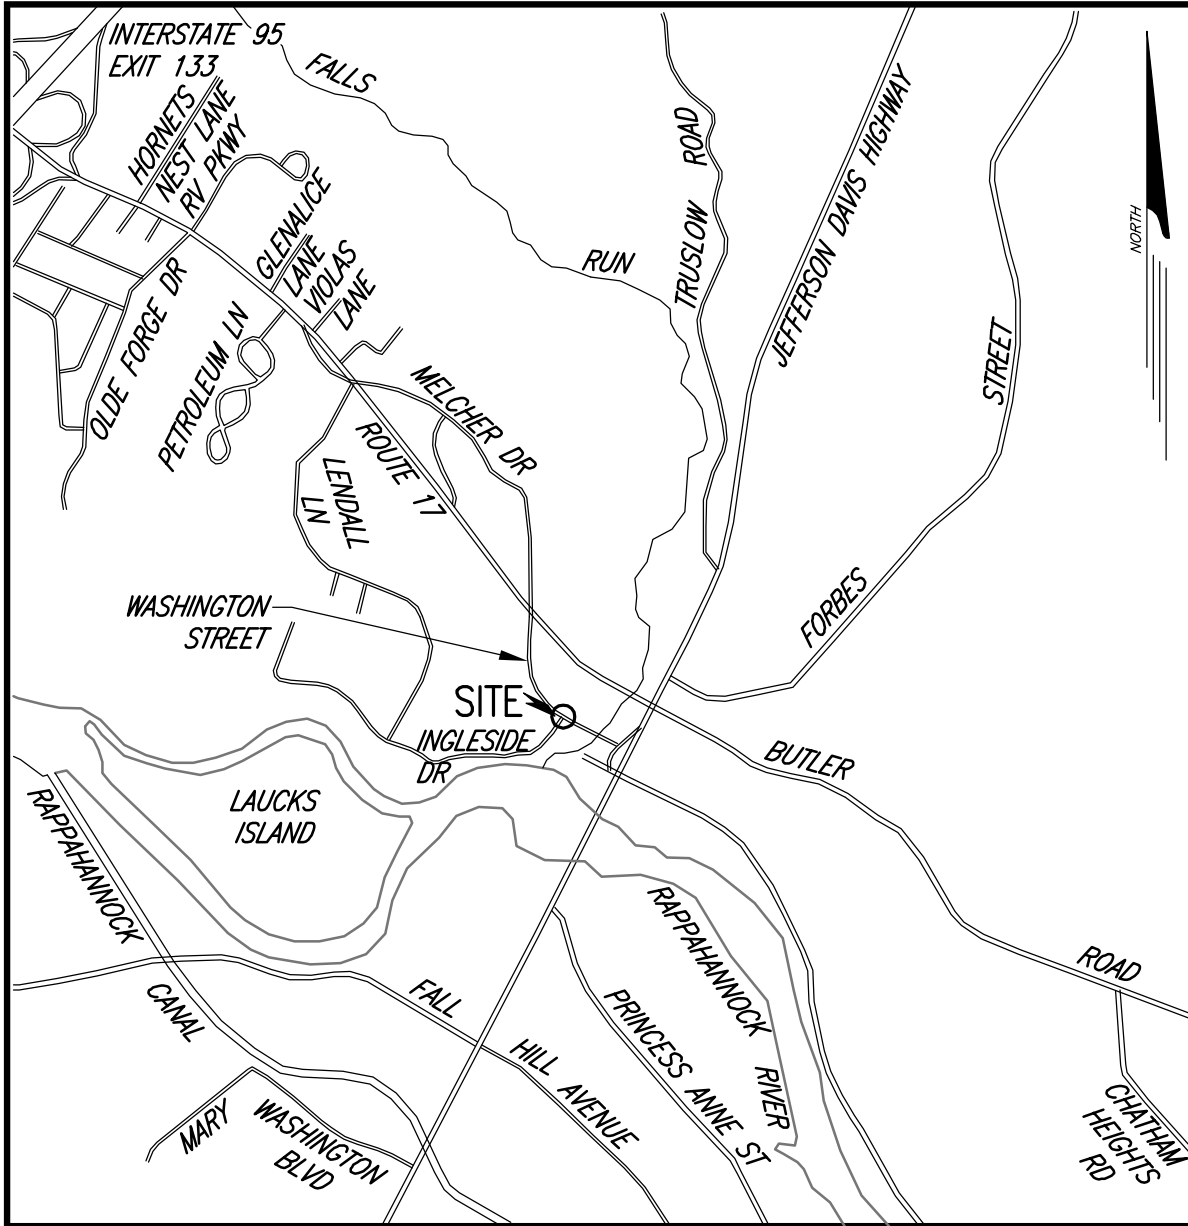 INTERSTATE 95
EXIT 133
FALLS
HORNETS
NEST LANE
RV PKWY
GLENALICE
LANE
VIOLAS
LANE
RUN
TRUSLOW ROAD
JEFFERSON DAVIS HIGHWAY
NORTH
OLDE FORGE DR
PETROLEUM LN
MELCHER DR
ROUTE 17
LENDALL
LN
STREET
FORBES
WASHINGTON
STREET
SITE
INGLESIDE
DR
BUTLER
LAUCKS
ISLAND
RAPPAHANNOCK
CANAL
FALL
HILL AVENUE
RAPPAHANNOCK
RIVER
PRINCESS ANNE ST
ROAD
MARY
WASHINGTON
BLVD
CHATHAM
HEIGHTS
RD